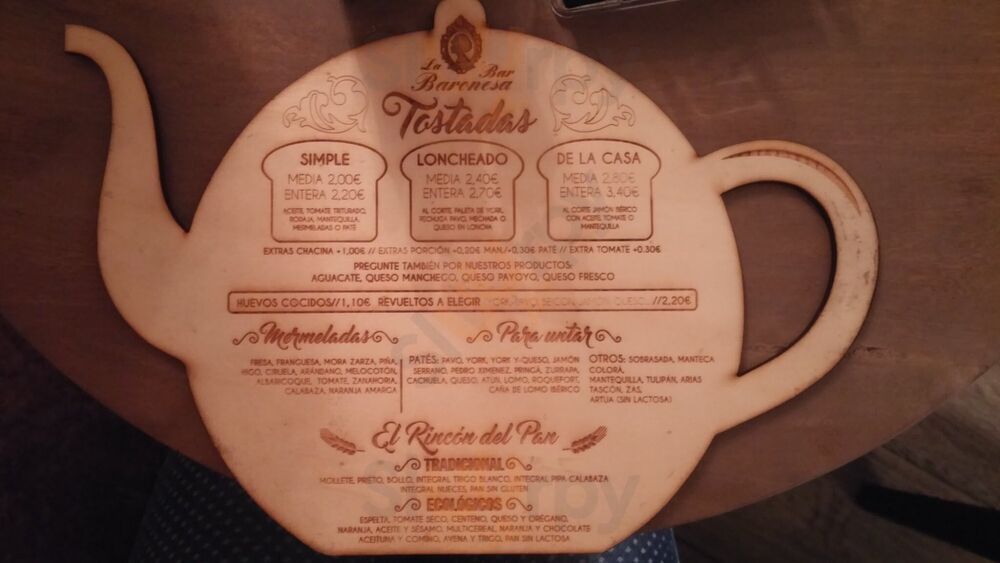 La Bar
Baronesa
Tostadas
SIMPLE
MEDIA 2,00€
ENTERA 2,20€
ACEITE, TOMATE TRITURADO,
RODAJA, MANTEQUILLA,
MERMELADAS O PATÉ
LONCHEADO
MEDIA 2,40€
ENTERA 2,70€
AL CORTE, PALETA DE YORK,
PECHUGA PAVO, MECHADA O
QUESO EN LONCHA
DE LA CASA
MEDIA 2,80€
ENTERA 3,40€
AL CORTE JAMÓN IBÉRICO
CON ACEITE, TOMATE O
MANTEQUILLA
EXTRAS CHACINA +1,00€ // EXTRAS PORCIÓN +0,20€ MAN./+0,30€ PATÉ // EXTRA TOMATE +0.30€
PREGUNTE TAMBIÉN POR NUESTROS PRODUCTOS:
AGUACATE, QUESO MANCHEGO, QUESO PAYOYO, QUESO FRESCO
HUEVOS COCIDOS//1,10€ REVUELTOS A ELEGIR //2,20€
Mermeladas
FRESA, FRANGUESA, MORA ZARZA, PIÑA,
HIGO, CIRUELA, ARÁNDANO, MELOCOTÓN,
ALBARICOQUE, TOMATE, ZANAHORA,
CALABAZA, NARANJA AMARGA
Para untar
PATÉS: PAVO, YORK, YORK Y QUESO, JAMÓN
SERRANO, PEDRO XIMENEZ, PRINGÁ, ZURRAPA,
CACHUELA, QUESO, ATÚN, LOMO, ROQUEFORT,
CAÑA DE LOMO IBÉRICO
OTROS: SOBRASADA, MANTECA
COLORÁ,
MANTEQUILLA, TULIPÁN, ARIAS
TASCÓN, ZAS,
ARTUA (SIN LACTOSA)
El Rincón del Pan
TRADICIONAL
MOLLETE, PRIETO, BOLLO, INTEGRAL TRIGO BLANCO, INTEGRAL PIPA CALABAZA
INTEGRAL NUECES, PAN SIN GLUTEN
ECOLÓGICOS
ESPELTA, TOMATE SECO, CENTENO, QUESO Y ORÉGANO,
NARANJA, ACEITE Y SÉSAMO, MULTICEREAL, NARANJA Y CHOCOLATE
ACEITUNA Y COMINO, AVENA Y TRIGO, PAN SIN LACTOSA